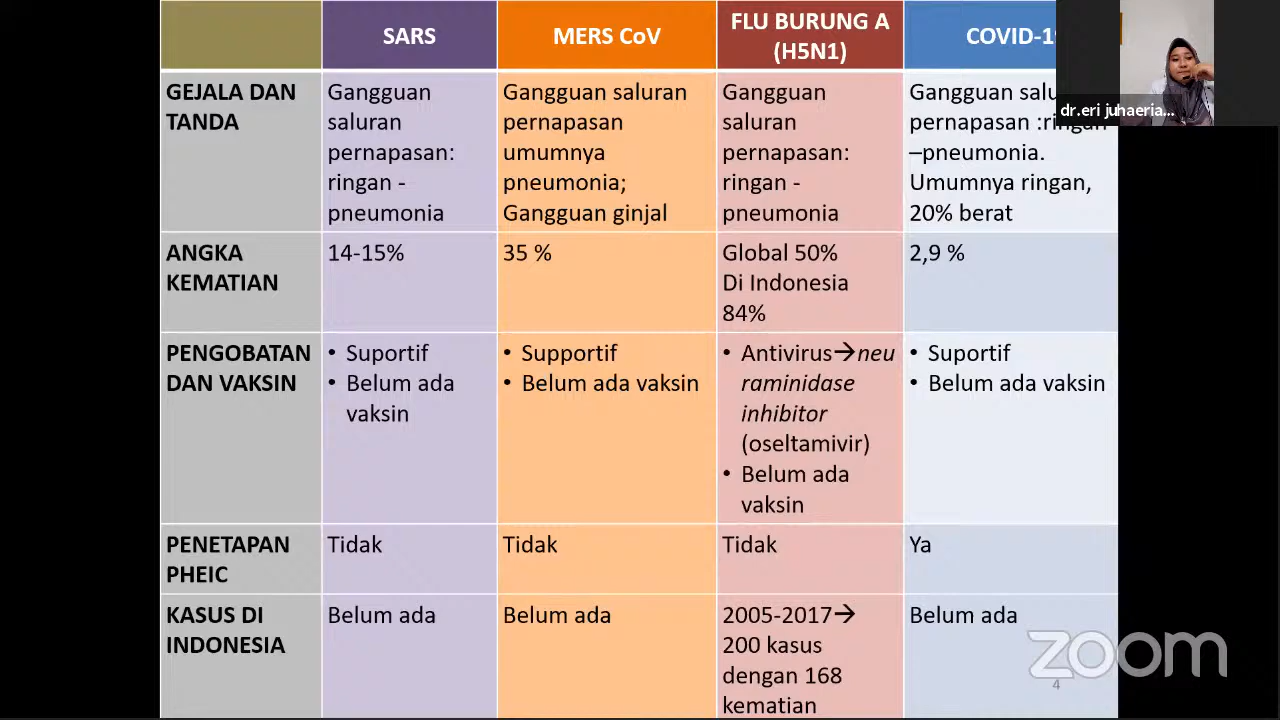 SARS
MERS CoV
FLU BURUNG A
(H5N1)
COVID-19
dr.eri juhaeria...
GEJALA DAN
TANDA
Gangguan
saluran
pernapasan:
ringan -
pneumonia
Gangguan saluran
pernapasan
umumnya
pneumonia;
Gangguan ginjal
Gangguan
saluran
pernapasan:
ringan -
pneumonia
Gangguan salu
pernapasan :ringan
–pneumonia.
Umumnya ringan,
20% berat
ANGKA
KEMATIAN
14-15%
35 %
Global 50%
Di Indonesia
84%
2,9 %
PENGOBATAN
DAN VAKSIN
• Suportif
• Belum ada
vaksin
• Supportif
• Belum ada vaksin
• Antivirus→neu
raminidase
inhibitor
(oseltamivir)
• Belum ada
vaksin
• Suportif
• Belum ada vaksin
PENETAPAN
PHEIC
Tidak
Tidak
Tidak
Ya
KASUS DI
INDONESIA
Belum ada
Belum ada
2005-2017→
200 kasus
dengan 168
kematian
Belum ada
zoom
4